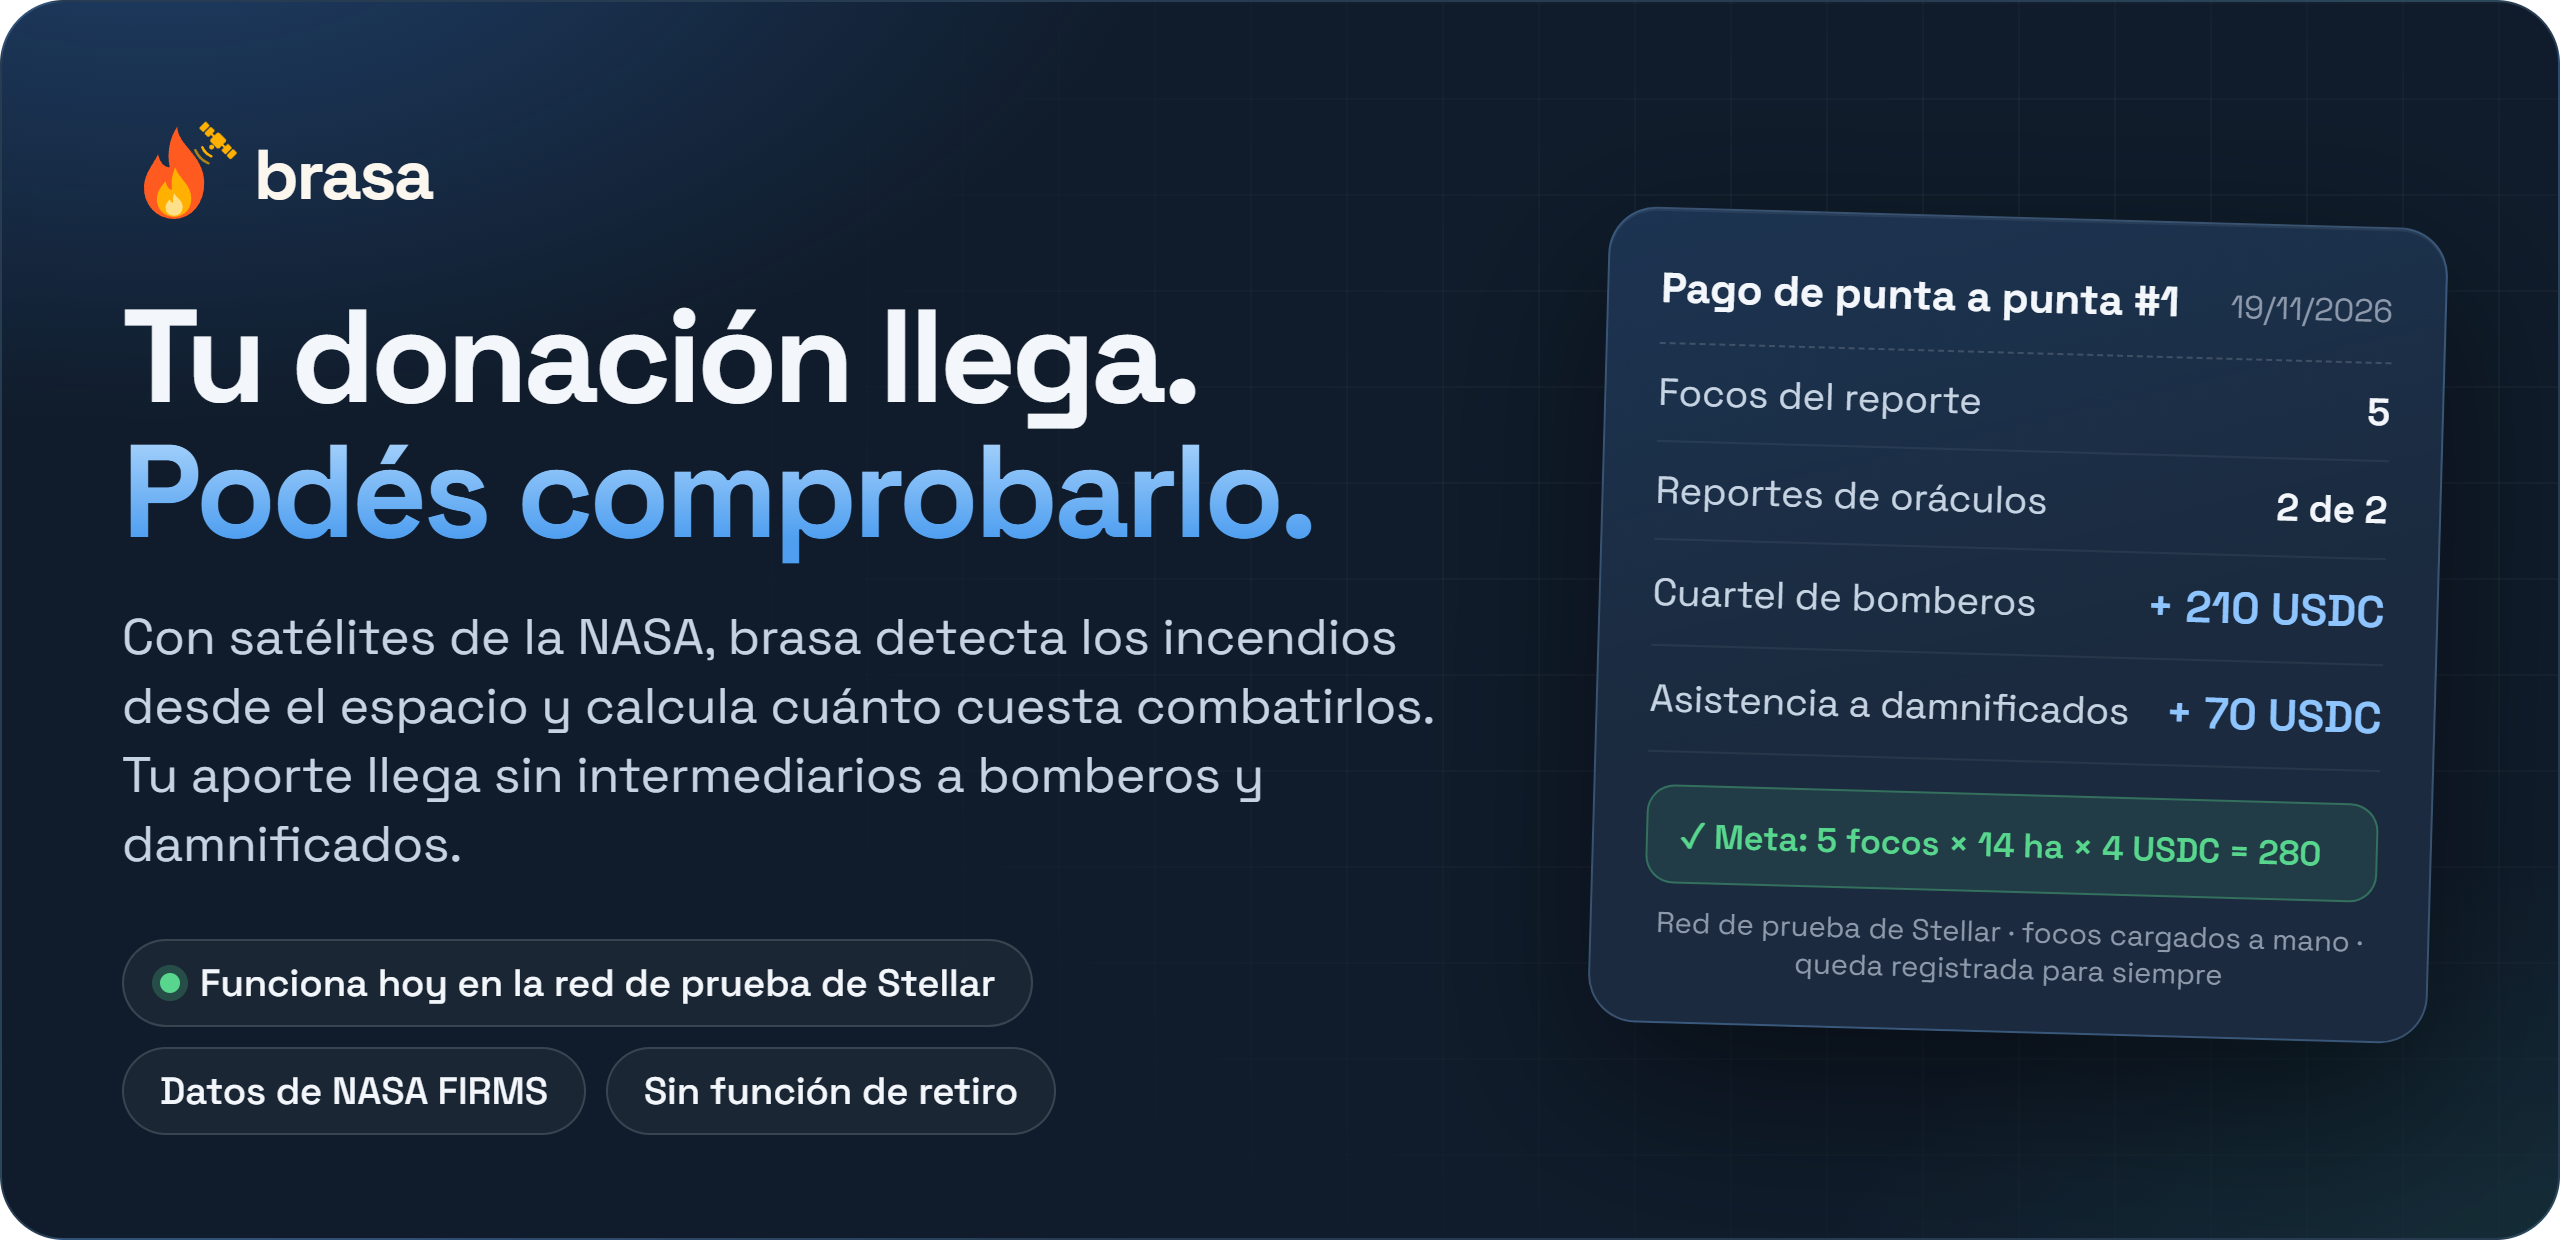 brasa
Tu donación llega.
Podés comprobarlo.
Con satélites de la NASA, brasa detecta los incendios
desde el espacio y calcula cuánto cuesta combatirlos.
Tu aporte llega sin intermediarios a bomberos y
damnificados.
Funciona hoy en la red de prueba de Stellar
Datos de NASA FIRMS
Sin función de retiro
Pago de punta a punta #1
19/11/2026
Focos del reporte
5
Reportes de oráculos
2 de 2
Cuartel de bomberos
+ 210 USDC
Asistencia a damnificados
+ 70 USDC
✓ Meta: 5 focos × 14 ha × 4 USDC = 280
Red de prueba de Stellar · focos cargados a mano ·
queda registrada para siempre